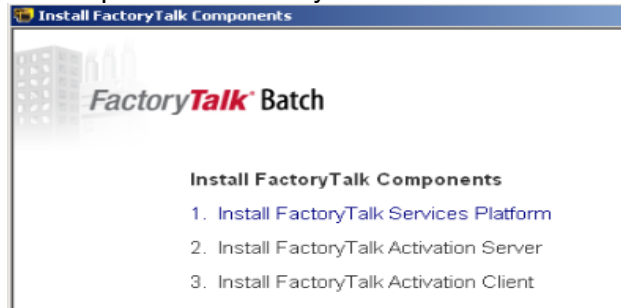 Install FactoryTalk Components
FactoryTalk Batch
Install FactoryTalk Components
1. Install FactoryTalk Services Platform
2. Install FactoryTalk Activation Server
3. Install FactoryTalk Activation Client